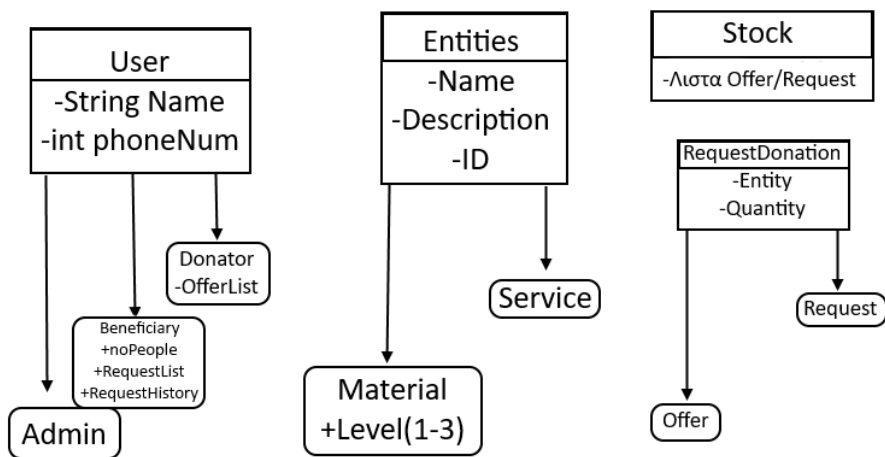 User
-String Name
-int phoneNum
Donator
-OfferList
Beneficiary
+noPeople
+RequestList
+RequestHistory
Admin
Entities
-Name
-Description
-ID
Service
Material
+Level(1-3)
Stock
-Λιστα Offer/Request
RequestDonation
-Entity
-Quantity
Request
Offer